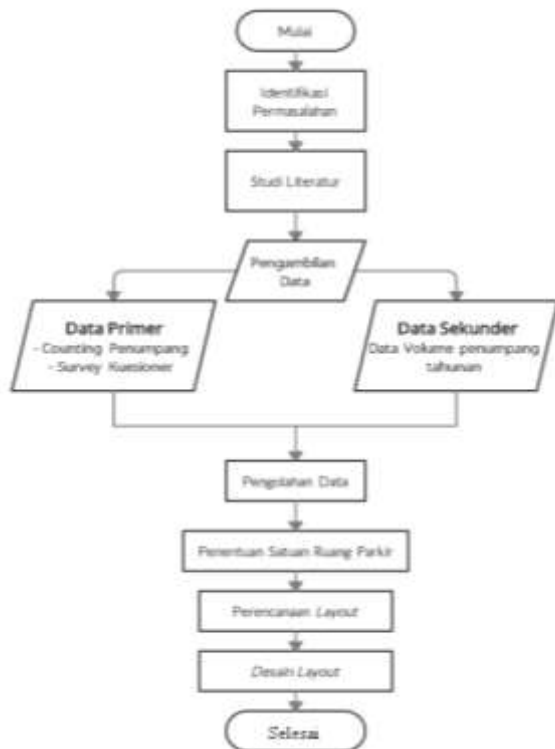 Mulai
Identifikasi
Permasalahan
Studi Literatur
Pengambilan
Data
Data Primer
- Counting Penumpang
- Survey Kuesioner
Data Sekunder
Data Volume penumpang
tahunan
Pengolahan Data
Penentuan Satuan Ruang Parkir
Perencanaan Layout
Desain Layout
Selesai